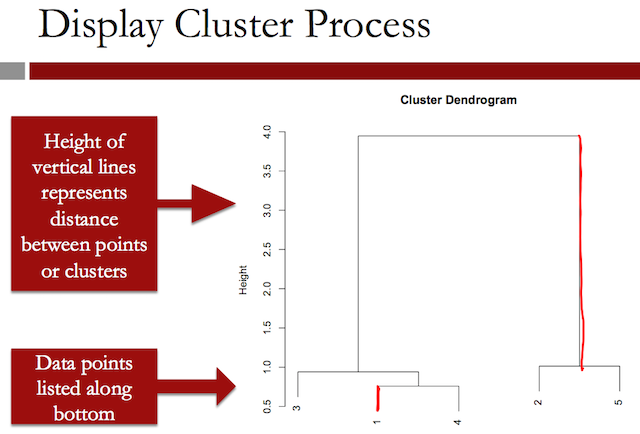 Display Cluster Process
Cluster Dendrogram
Height of
vertical lines
represents
distance
between points
or clusters
Data points
listed along
bottom
Height
4.0
3.5
3.0
2.5
2.0
1.5
1.0
0.5
3
1
4
2
5